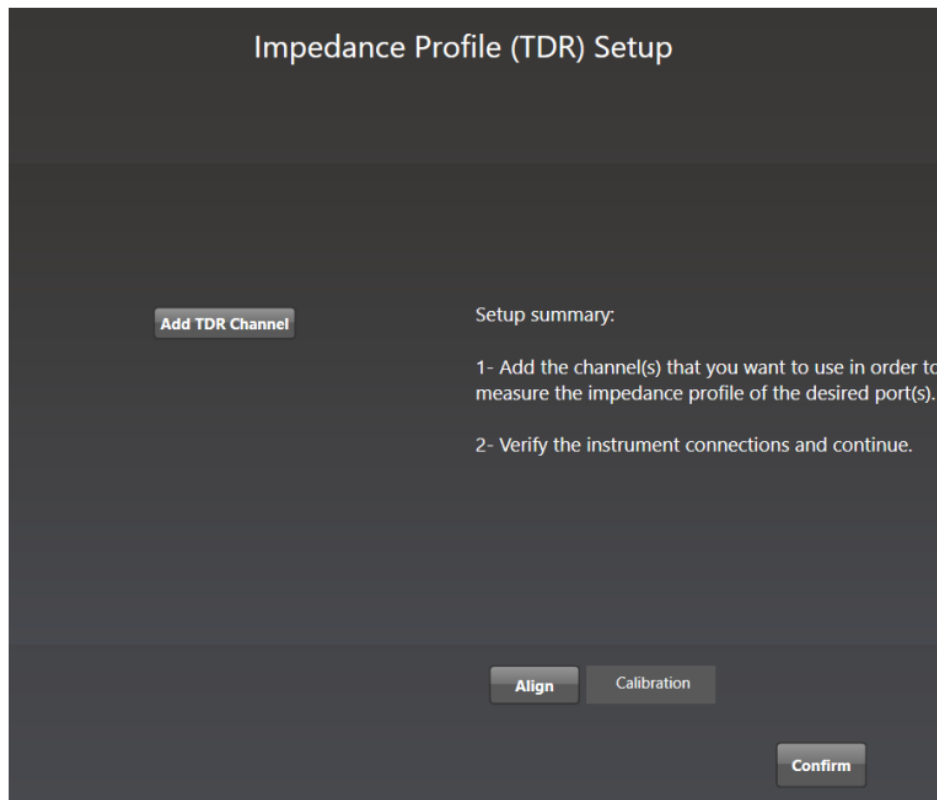 Impedance Profile (TDR) Setup
Add TDR Channel
Setup summary:
1- Add the channel(s) that you want to use in order to
measure the impedance profile of the desired port(s).
2- Verify the instrument connections and continue.
Align
Calibration
Confirm